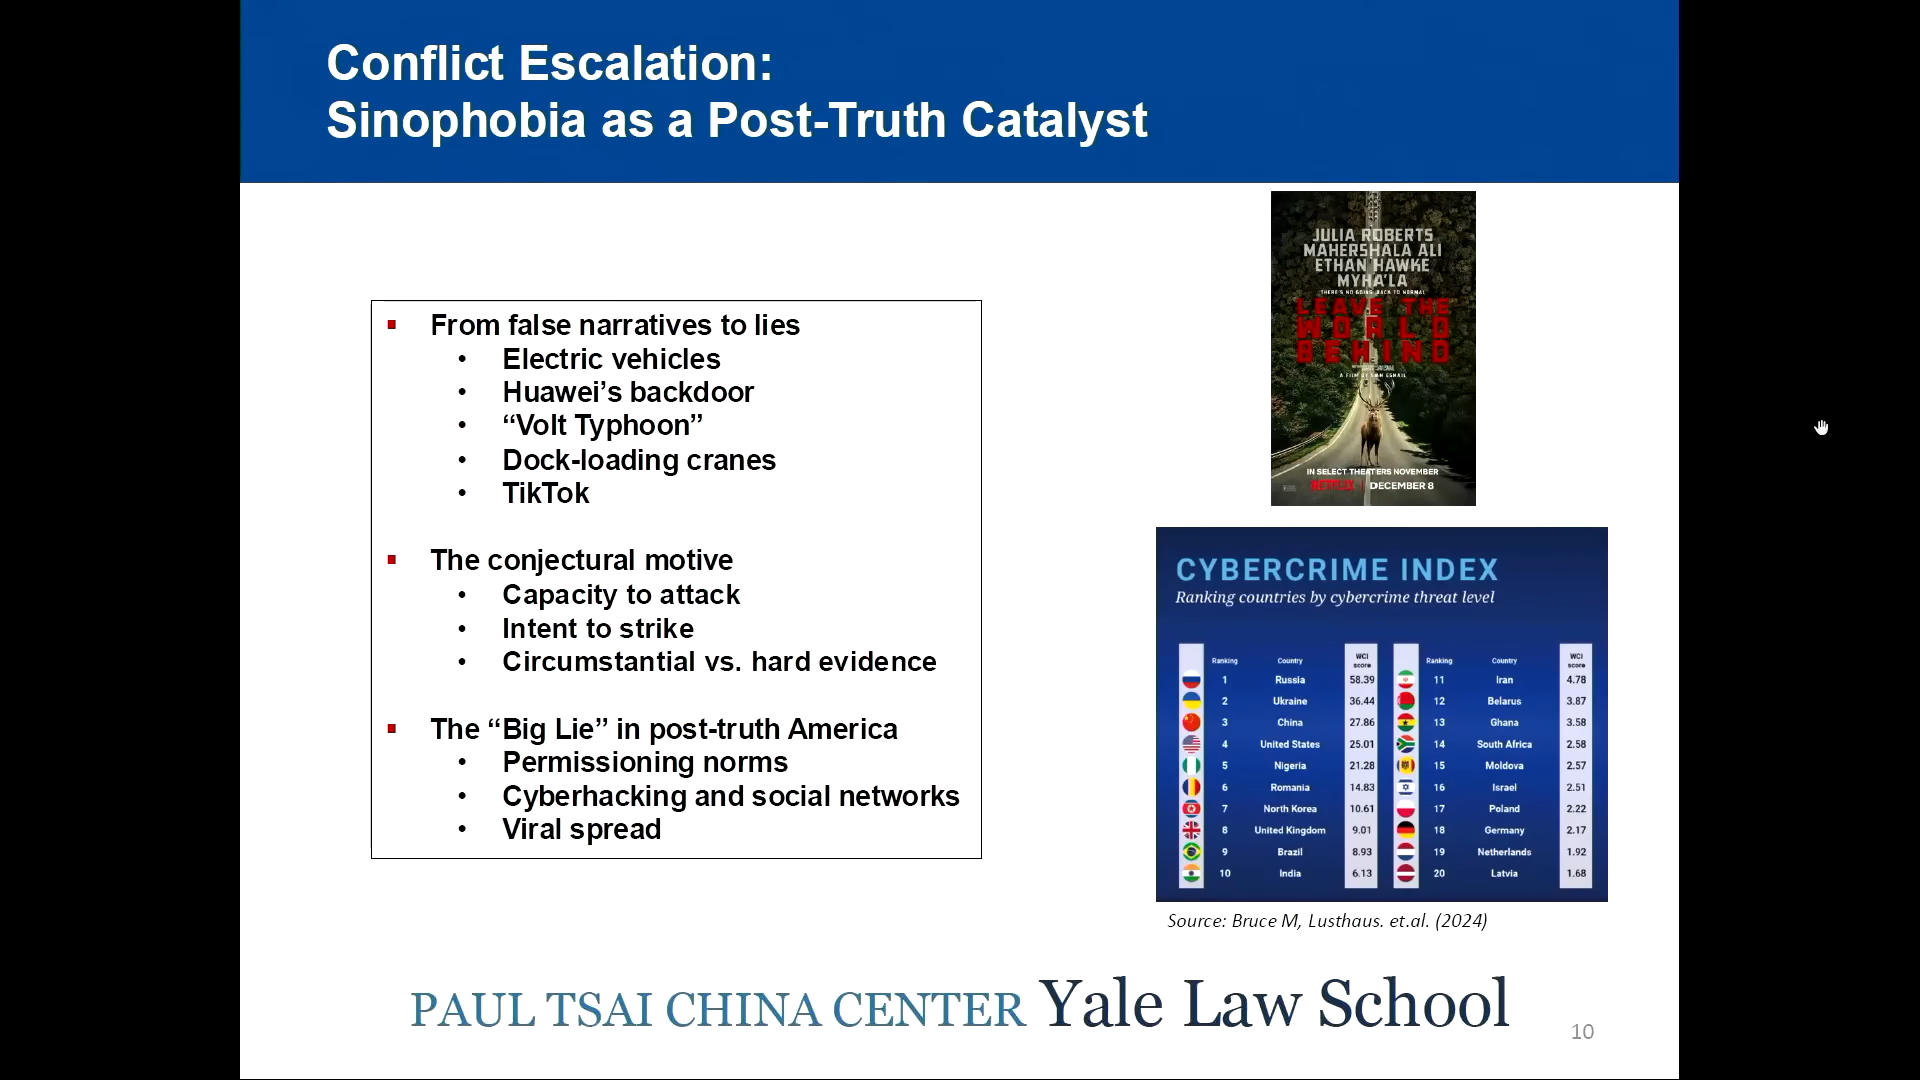 Conflict Escalation:
Sinophobia as a Post-Truth Catalyst
From false narratives to lies
Electric vehicles
Huawei’s backdoor
“Volt Typhoon”
Dock-loading cranes
TikTok
The conjectural motive
Capacity to attack
Intent to strike
Circumstantial vs. hard evidence
The “Big Lie” in post-truth America
Permissioning norms
Cyberhacking and social networks
Viral spread
JULIA ROBERTS
MAHERSHALA ALI
ETHAN HAWKE
MYHA'LA
THERE'S NO GOING BACK TO NORMAL
LEAVE THE
WORLD
BEHIND
A FILM BY SAM ESMAIL
IN SELECT THEATERS NOVEMBER
NETFLIX | DECEMBER 8
CYBERCRIME INDEX
Ranking countries by cybercrime threat level
Ranking Country WCI score Ranking Country WCI score
1 Russia 58.39 11 Iran 4.78
2 Ukraine 36.44 12 Belarus 3.87
3 China 27.86 13 Ghana 3.58
4 United States 25.01 14 South Africa 2.58
5 Nigeria 21.28 15 Moldova 2.57
6 Romania 14.83 16 Israel 2.51
7 North Korea 10.61 17 Poland 2.22
8 United Kingdom 9.01 18 Germany 2.17
9 Brazil 8.93 19 Netherlands 1.92
10 India 6.13 20 Latvia 1.68
Source: Bruce M, Lusthaus. et.al. (2024)
PAUL TSAI CHINA CENTER Yale Law School
10